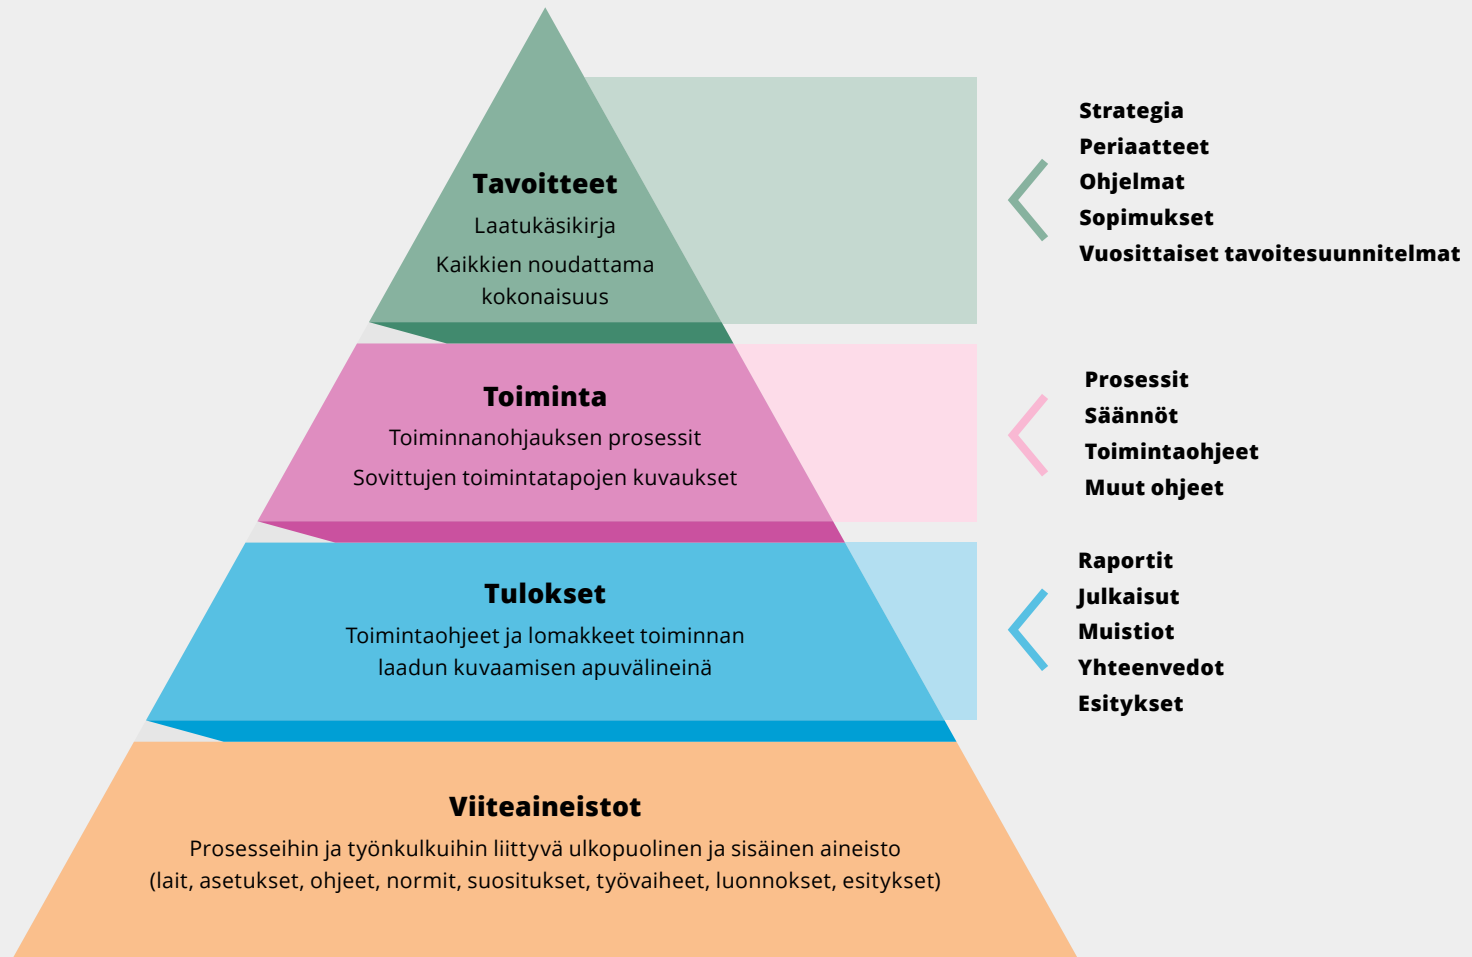 Tavoitteet
Laatukäsikirja
Kaikkien noudattama
kokonaisuus
Strategia
Periaatteet
Ohjelmat
Sopimukset
Vuosittaiset tavoitesuunnitelmat
Toiminta
Toiminnanohjauksen prosessit
Sovittujen toimintatapojen kuvaukset
Prosessit
Säännöt
Toimintaohjeet
Muut ohjeet
Tulokset
Toimintaohjeet ja lomakkeet toiminnan
laadun kuvaamisen apuvälineinä
Raportit
Julkaisut
Muistiot
Yhteenvedot
Esitykset
Viiteaineistot
Prosesseihin ja työnkulkuihin liittyvä ulkopuolinen ja sisäinen aineisto
(lait, asetukset, ohjeet, normit, suositukset, työvaiheet, luonnokset, esitykset)